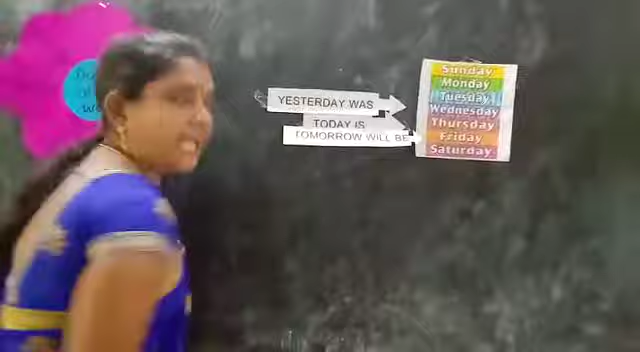 YESTERDAY WAS
TODAY IS
TOMORROW WILL BE
Sunday
Monday
Tuesday
Wednesday
Thursday
Friday
Saturday